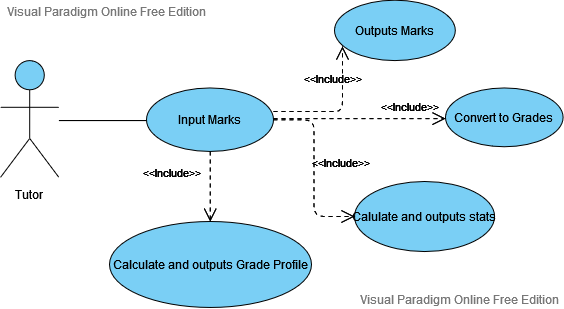 Visual Paradigm Online Free Edition
Outputs Marks
<<Include>>
<<Include>>
Input Marks
Convert to Grades
<<Include>>
<<Include>>
Tutor
Calulate and outputs stats
Calculate and outputs Grade Profile
Visual Paradigm Online Free Edition